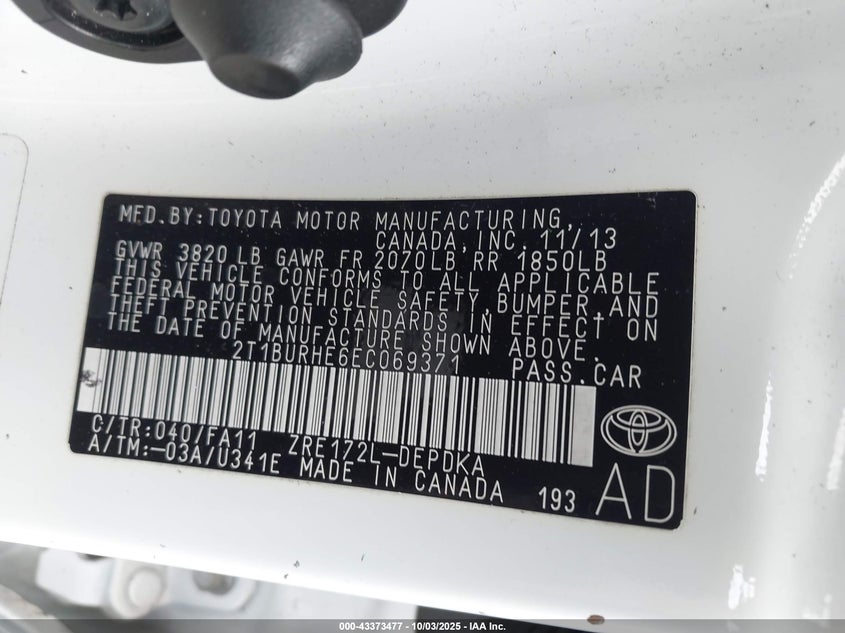 MFD.BY:TOYOTA MOTOR MANUFACTURING,
CANADA,INC. 11/13
GVWR 3820 LB GAWR FR 2070LB RR 1850LB
THIS VEHICLE CONFORMS TO ALL APPLICABLE
FEDERAL MOTOR VEHICLE SAFETY,BUMPER,AND
THEFT PREVENTION STANDARDS IN EFFECT ON
THE DATE OF MANUFACTURE SHOWN ABOVE.
2T1BURHE6EC069371 PASS.CAR
C/TR:040/FA11 ZRE172L-DEPDKA
A/TM:-03A/U341E MADE IN CANADA 193 AD
000-43373477 - 10/03/2025 - IAA Inc.